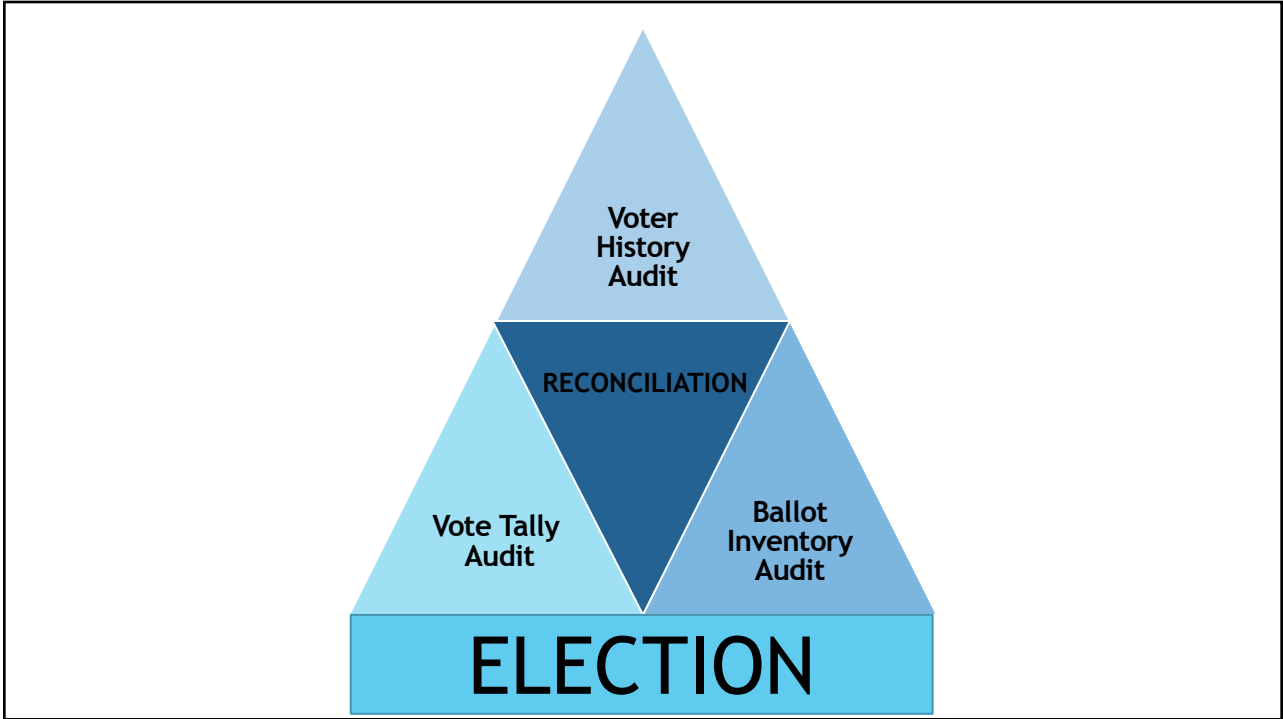 Voter
History
Audit
RECONCILIATION
Vote Tally
Audit
Ballot
Inventory
Audit
ELECTION